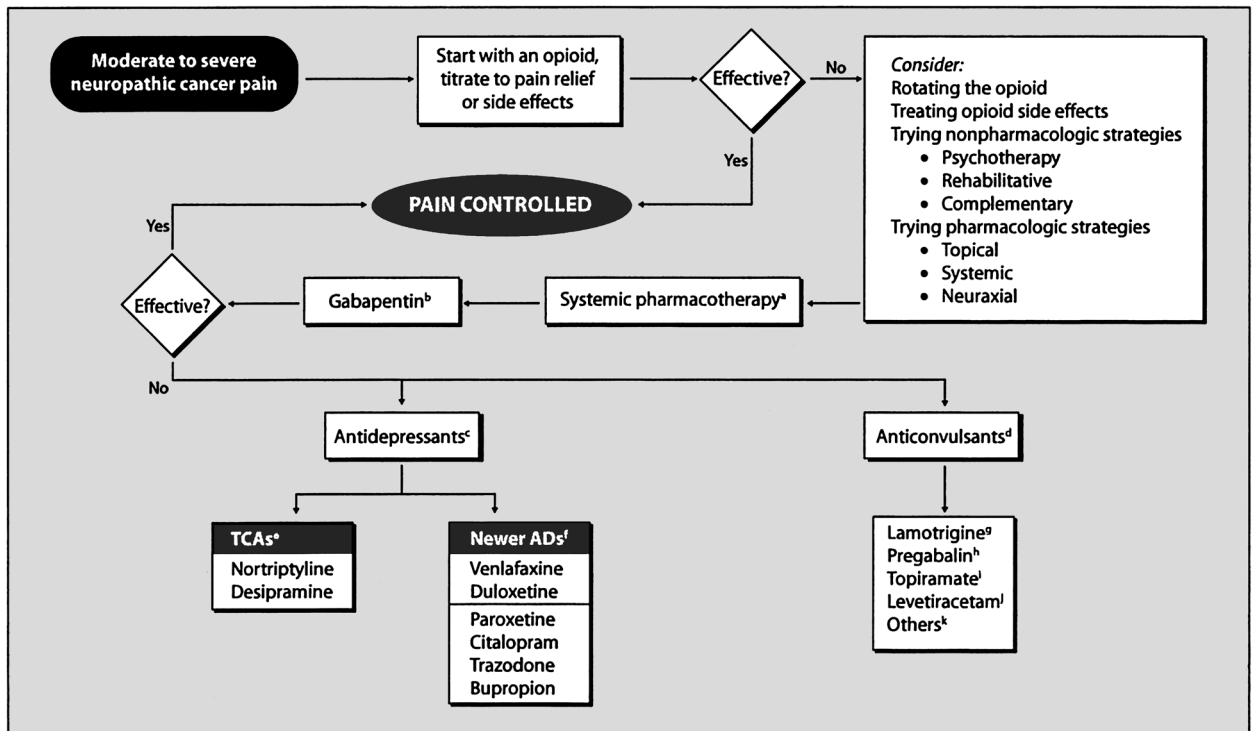 Moderate to severe
neuropathic cancer pain
Start with an opioid,
titrate to pain relief
or side effects
Effective?
No
Yes
Consider:
Rotating the opioid
Treating opioid side effects
Trying nonpharmacologic strategies
• Psychotherapy
• Rehabilitative
• Complementary
Trying pharmacologic strategies
• Topical
• Systemic
• Neuraxial
PAIN CONTROLLED
Yes
Effective?
Gabapentinᵇ
Systemic pharmacotherapyᵃ
No
Antidepressantsᶜ
Anticonvulsantsᵈ
TCAsᵉ
Nortriptyline
Desipramine
Newer ADsᶠ
Venlafaxine
Duloxetine
Paroxetine
Citalopram
Trazodone
Bupropion
Lamotrigineᵍ
Pregabalinʰ
Topiramateⁱ
Levetiracetamʲ
Othersᵏ